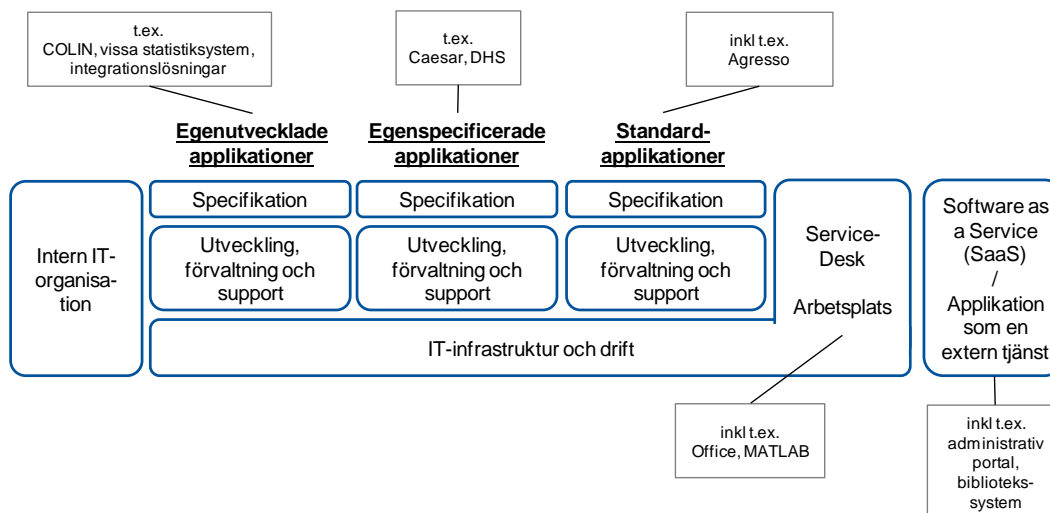 t.ex.
COLIN, vissa statistiksystem,
integrationslösningar
t.ex.
Caesar, DHS
inkl t.ex.
Agresso
Egenutvecklade
applikationer
Egenspecificerade
applikationer
Standard-
applikationer
Intern IT-
organisa-
tion
Specifikation
Specifikation
Specifikation
Utveckling,
förvaltning och
support
Utveckling,
förvaltning och
support
Utveckling,
förvaltning och
support
IT-infrastruktur och drift
Service-
Desk
Arbetsplats
Software as
a Service
(SaaS)
/
Applikation
som en
extern tjänst
inkl t.ex.
Office, MATLAB
inkl t.ex.
administrativ
portal,
biblioteks-
system